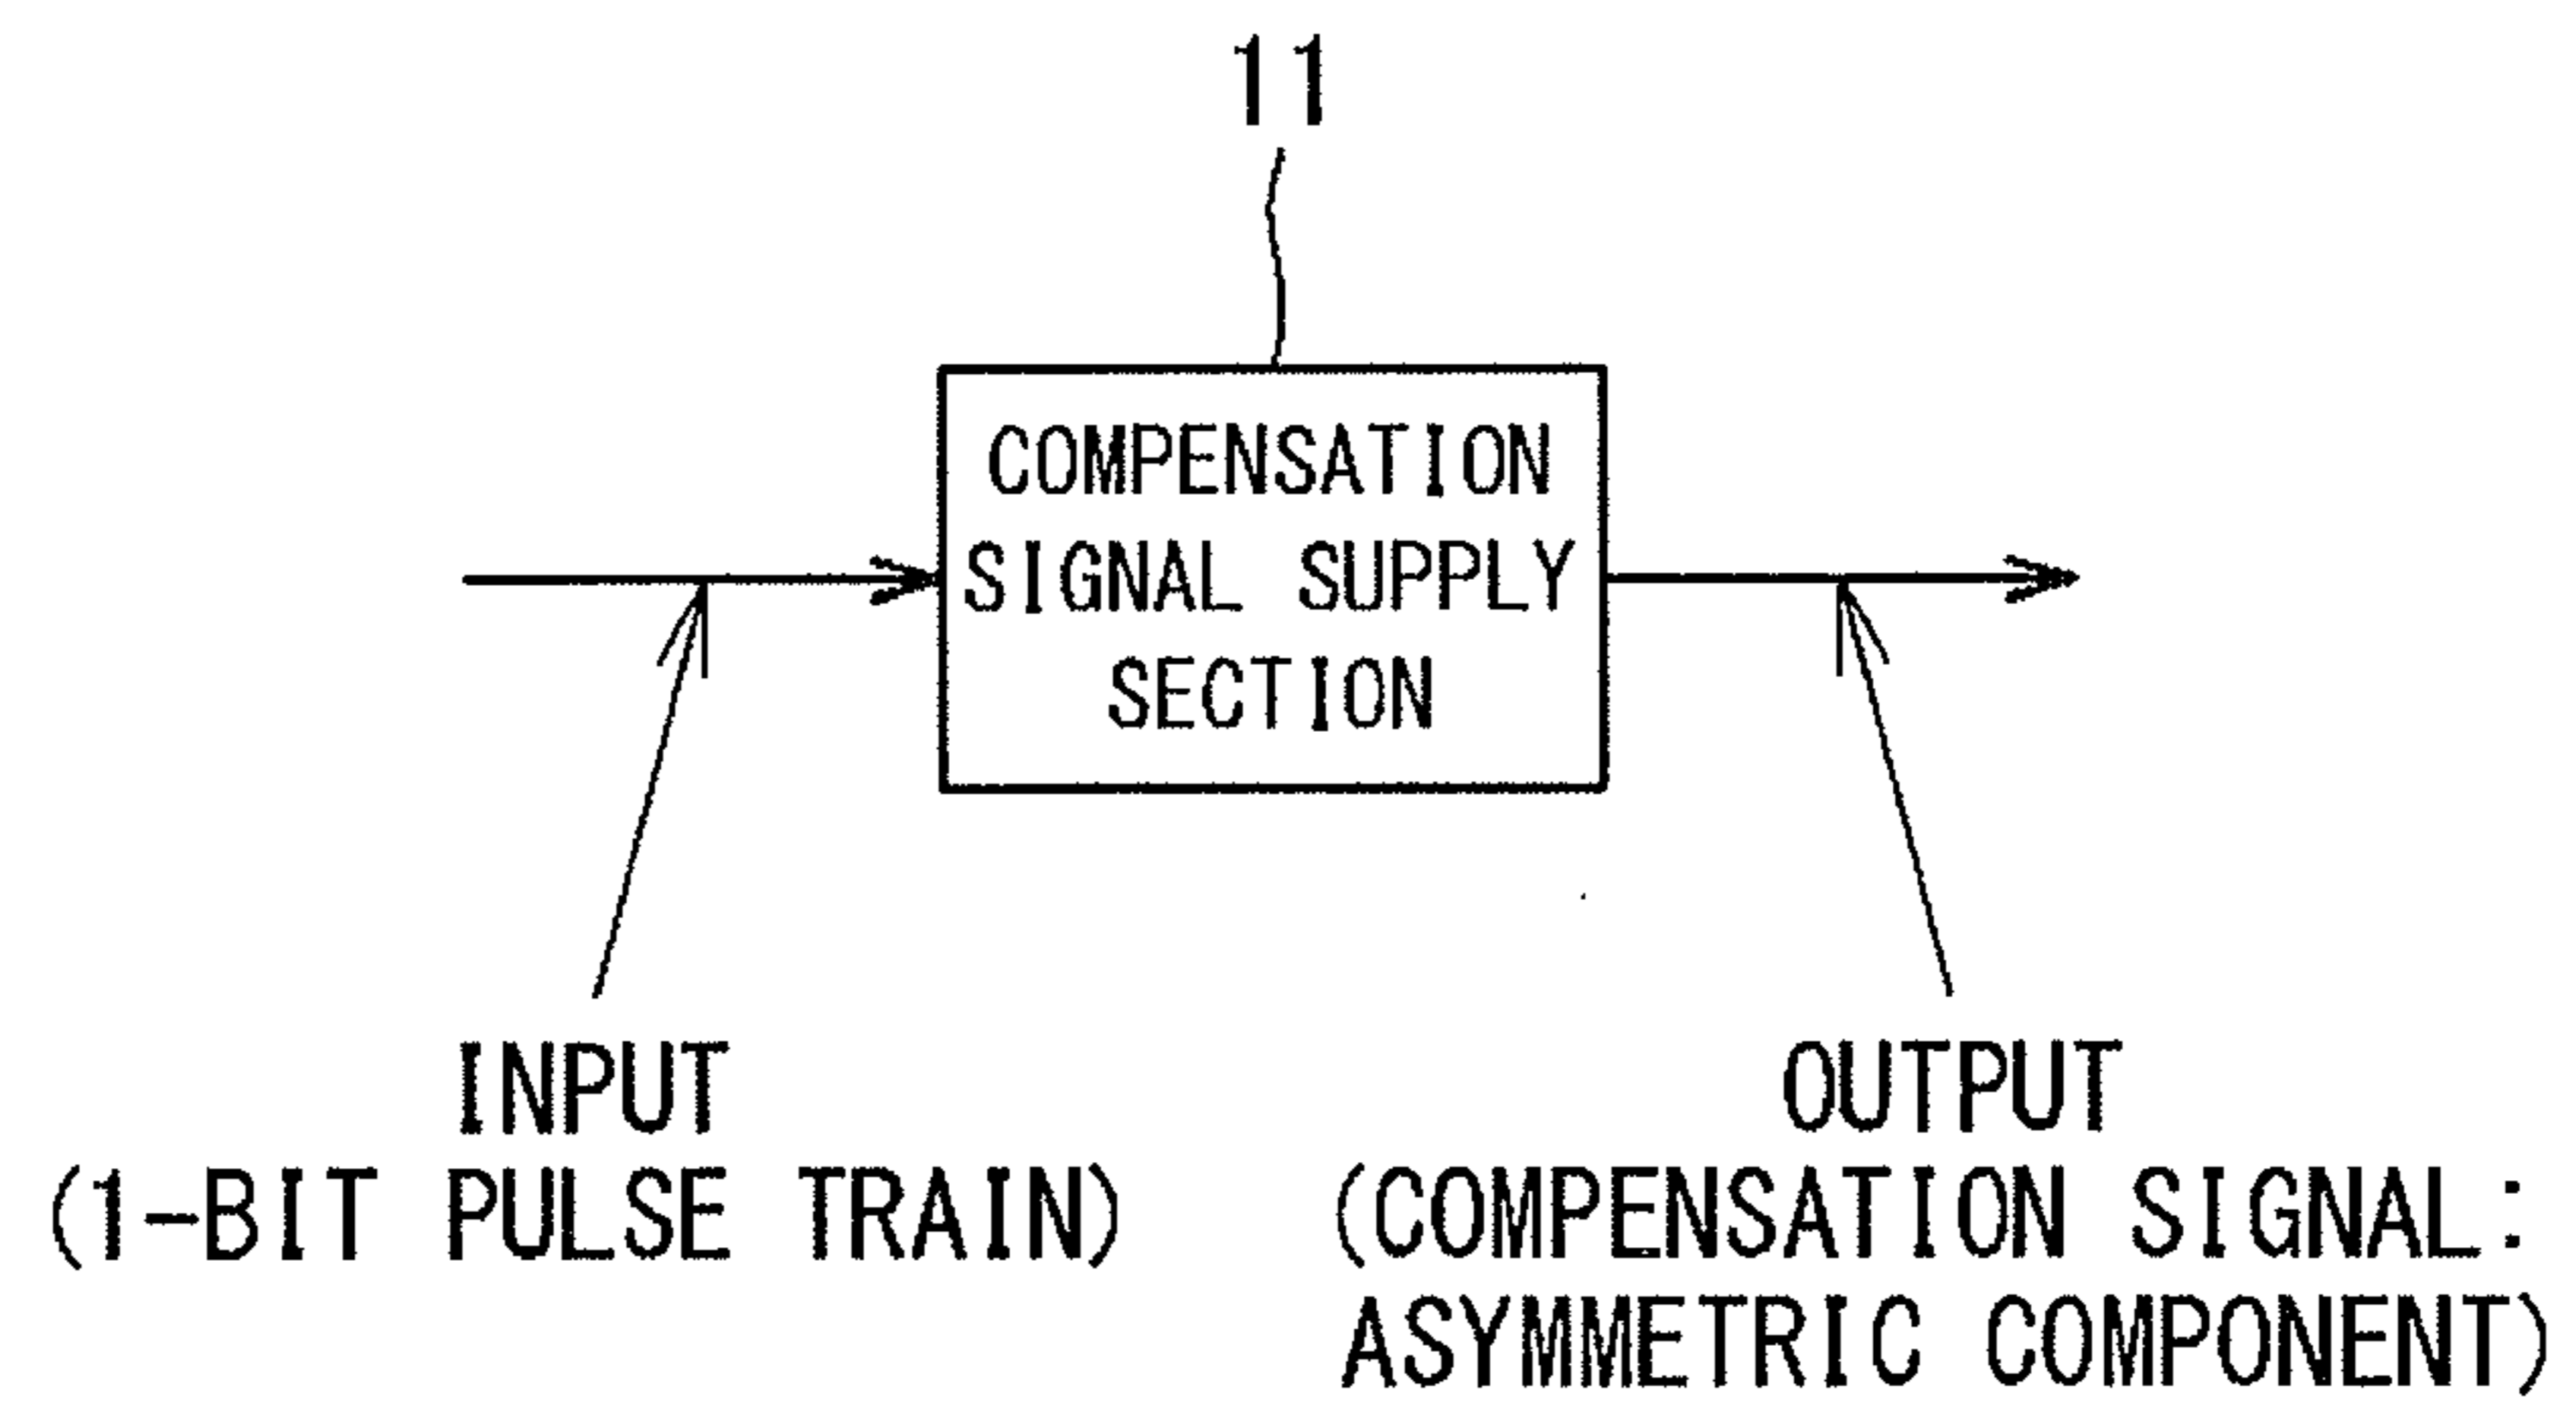 11
COMPENSATION
SIGNAL SUPPLY
SECTION
INPUT
(1-BIT PULSE TRAIN)
OUTPUT
(COMPENSATION SIGNAL:
ASYMMETRIC COMPONENT)